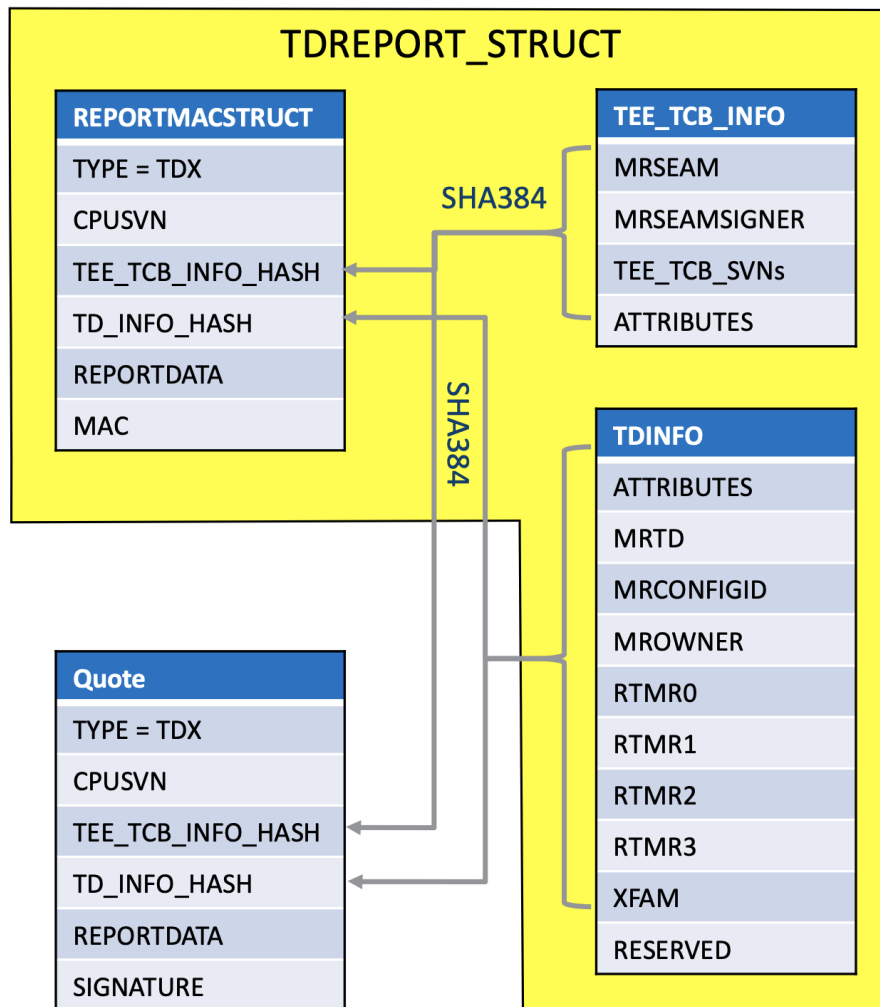 TDREPORT_STRUCT
REPORTMACSTRUCT
TYPE = TDX
CPUSVN
TEE_TCB_INFO_HASH
TD_INFO_HASH
REPORTDATA
MAC
SHA384
SHA384
TEE_TCB_INFO
MRSEAM
MRSEAMSIGNER
TEE_TCB_SVNs
ATTRIBUTES
TDINFO
ATTRIBUTES
MRTD
MRCONFIGID
MROWNER
RTMR0
RTMR1
RTMR2
RTMR3
XFAM
RESERVED
Quote
TYPE = TDX
CPUSVN
TEE_TCB_INFO_HASH
TD_INFO_HASH
REPORTDATA
SIGNATURE